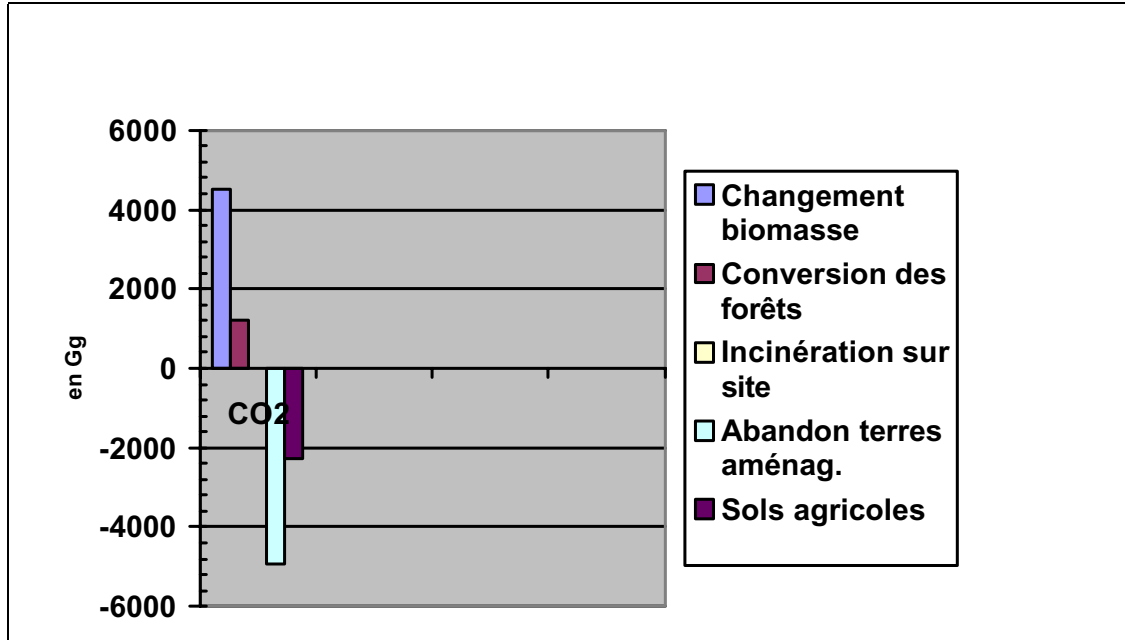 6000
4000
2000
0
-2000
-4000
-6000
en Gg
CO2
Changement
biomasse
Conversion des
forêts
Incinération sur
site
Abandon terres
aménag.
Sols agricoles